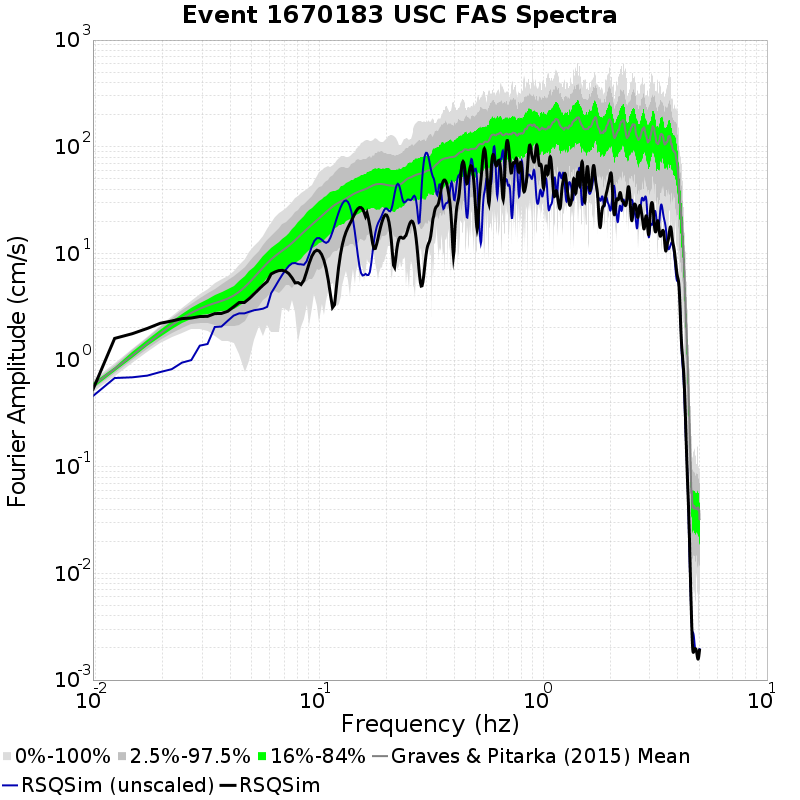 Event 1670183 USC FAS Spectra
Fourier Amplitude (cm/s)
10^3
10^2
10^1
10^0
10^-1
10^-2
10^-3
10^-2 10^-1 10^0 10^1
Frequency (hz)
0%-100% 2.5%-97.5% 16%-84% Graves & Pitarka (2015) Mean
RSQSim (unscaled) RSQSim